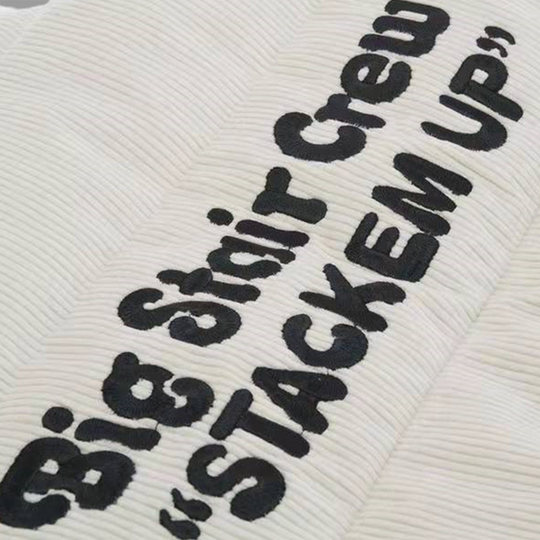 Big Stair Crew
“STACKEM UP”